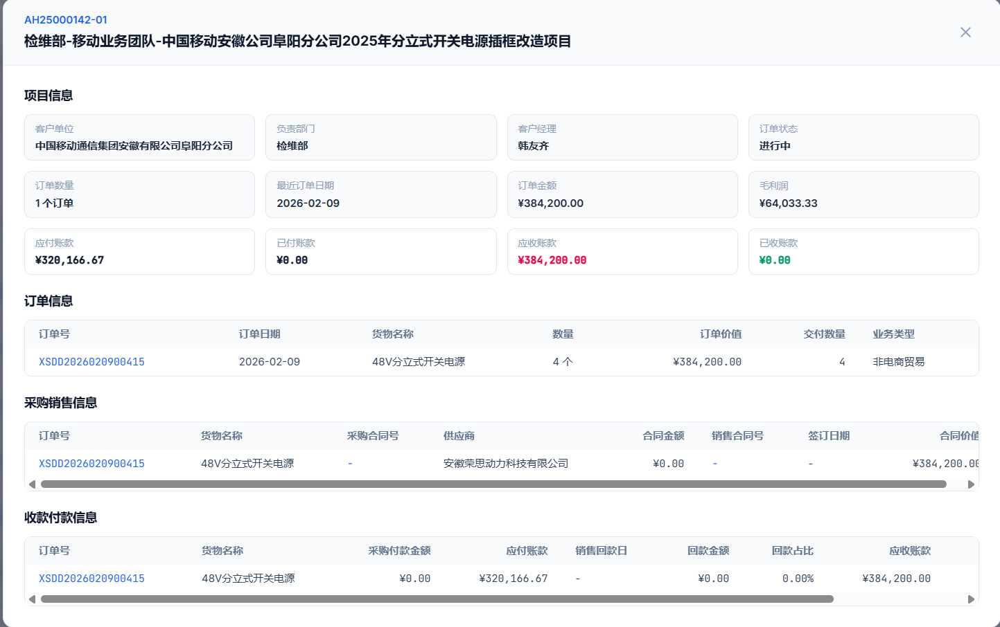 AH25000142-01
检维部-移动业务团队-中国移动安徽公司阜阳分公司2025年分立式开关电源插框改造项目
项目信息
客户单位 负责部门 客户经理 订单状态
中国移动通信集团安徽有限公司阜阳分公司 检维部 韩友齐 进行中
订单数量 最近订单日期 订单金额 毛利润
1 个订单 2026-02-09 ¥384,200.00 ¥64,033.33
应付账款 已付账款 应收账款 已收账款
¥320,166.67 ¥0.00 ¥384,200.00 ¥0.00
订单信息
订单号 订单日期 货物名称 数量 订单价值 交付数量 业务类型
XSDD2026020900415 2026-02-09 48V分立式开关电源 4 个 ¥384,200.00 4 非电商贸易
采购销售信息
订单号 货物名称 采购合同号 供应商 合同金额 销售合同号 签订日期 合同价值
XSDD2026020900415 48V分立式开关电源 - 安徽荣思动力科技有限公司 ¥0.00 - - ¥384,200.00
收款付款信息
订单号 货物名称 采购付款金额 应付账款 销售回款日 回款金额 回款占比 应收账款
XSDD2026020900415 48V分立式开关电源 ¥0.00 ¥320,166.67 - ¥0.00 0.00% ¥384,200.00